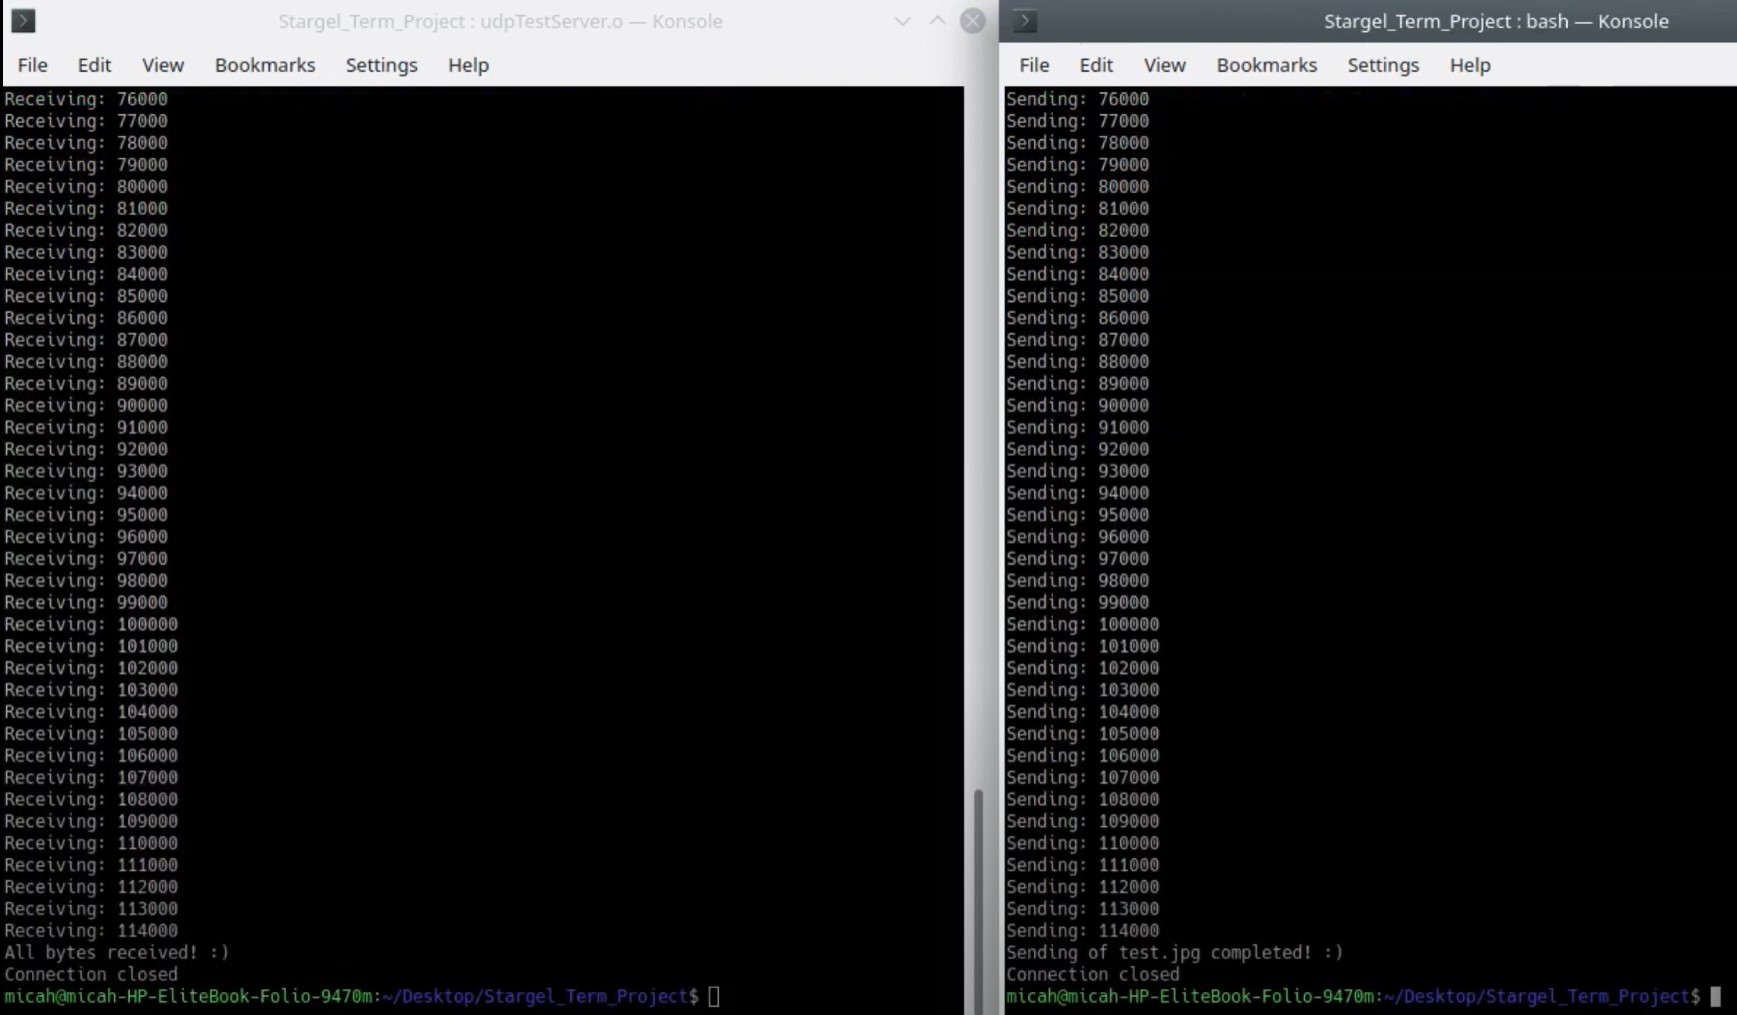 Stargel_Term_Project : udpTestServer.o — Konsole
File Edit View Bookmarks Settings Help
Receiving: 76000
Receiving: 77000
Receiving: 78000
Receiving: 79000
Receiving: 80000
Receiving: 81000
Receiving: 82000
Receiving: 83000
Receiving: 84000
Receiving: 85000
Receiving: 86000
Receiving: 87000
Receiving: 88000
Receiving: 89000
Receiving: 90000
Receiving: 91000
Receiving: 92000
Receiving: 93000
Receiving: 94000
Receiving: 95000
Receiving: 96000
Receiving: 97000
Receiving: 98000
Receiving: 99000
Receiving: 100000
Receiving: 101000
Receiving: 102000
Receiving: 103000
Receiving: 104000
Receiving: 105000
Receiving: 106000
Receiving: 107000
Receiving: 108000
Receiving: 109000
Receiving: 110000
Receiving: 111000
Receiving: 112000
Receiving: 113000
Receiving: 114000
All bytes received! :)
Connection closed
micah@micah-HP-EliteBook-Folio-9470m:~/Desktop/Stargel_Term_Project$
Stargel_Term_Project : bash — Konsole
File Edit View Bookmarks Settings Help
Sending: 76000
Sending: 77000
Sending: 78000
Sending: 79000
Sending: 80000
Sending: 81000
Sending: 82000
Sending: 83000
Sending: 84000
Sending: 85000
Sending: 86000
Sending: 87000
Sending: 88000
Sending: 89000
Sending: 90000
Sending: 91000
Sending: 92000
Sending: 93000
Sending: 94000
Sending: 95000
Sending: 96000
Sending: 97000
Sending: 98000
Sending: 99000
Sending: 100000
Sending: 101000
Sending: 102000
Sending: 103000
Sending: 104000
Sending: 105000
Sending: 106000
Sending: 107000
Sending: 108000
Sending: 109000
Sending: 110000
Sending: 111000
Sending: 112000
Sending: 113000
Sending: 114000
Sending of test.jpg completed! :)
Connection closed
micah@micah-HP-EliteBook-Folio-9470m:~/Desktop/Stargel_Term_Project$